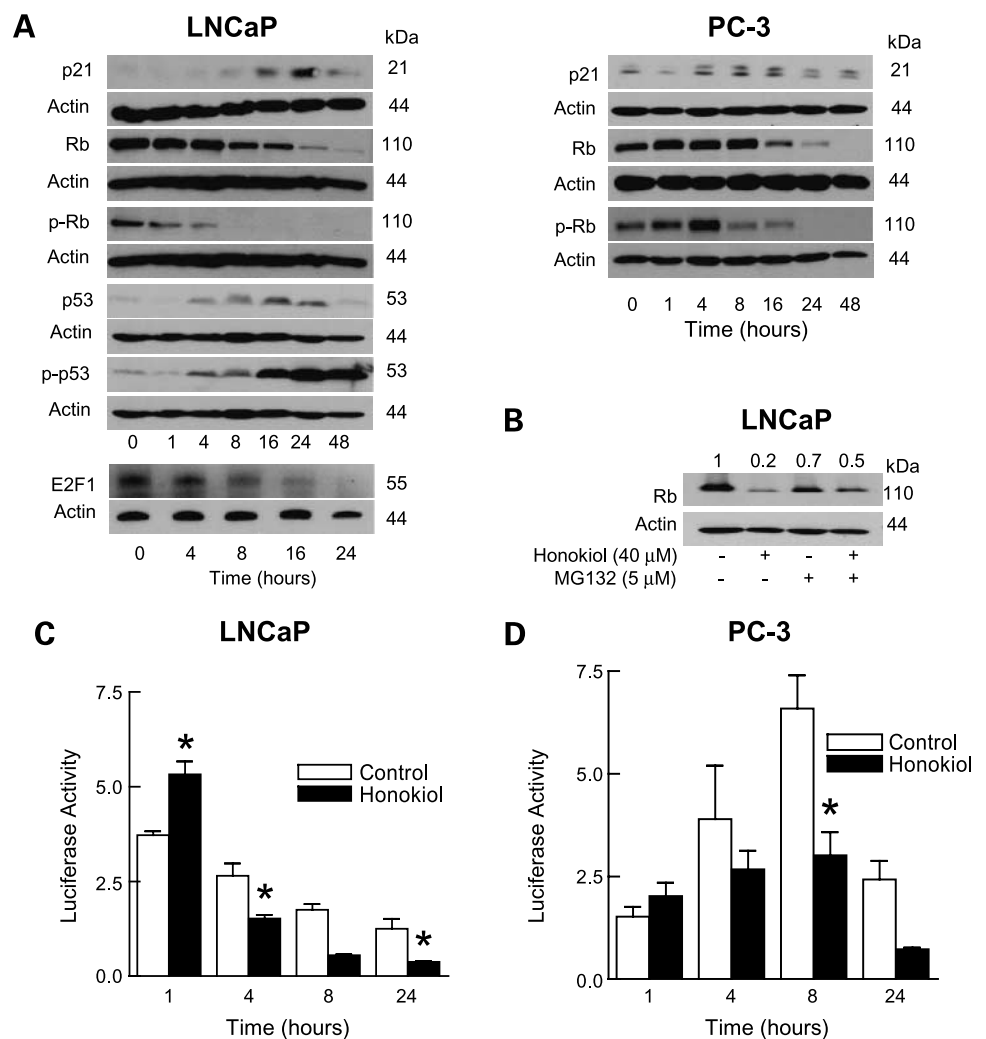 A
LNCaP
kDa
p21 21
Actin 44
Rb 110
Actin 44
p-Rb 110
Actin 44
p53 53
Actin 44
p-p53 53
Actin 44
0 1 4 8 16 24 48
E2F1 55
Actin 44
0 4 8 16 24
Time (hours)
PC-3
kDa
p21 21
Actin 44
Rb 110
Actin 44
p-Rb 110
Actin 44
0 1 4 8 16 24 48
Time (hours)
B
LNCaP
1 0.2 0.7 0.5 kDa
Rb 110
Actin 44
Honokiol (40 μM) - + - +
MG132 (5 μM) - - + +
C
LNCaP
7.5
5.0
2.5
0.0
Luciferase Activity
*
*
*
Control
Honokiol
1 4 8 24
Time (hours)
D
PC-3
7.5
5.0
2.5
0.0
Luciferase Activity
*
Control
Honokiol
1 4 8 24
Time (hours)